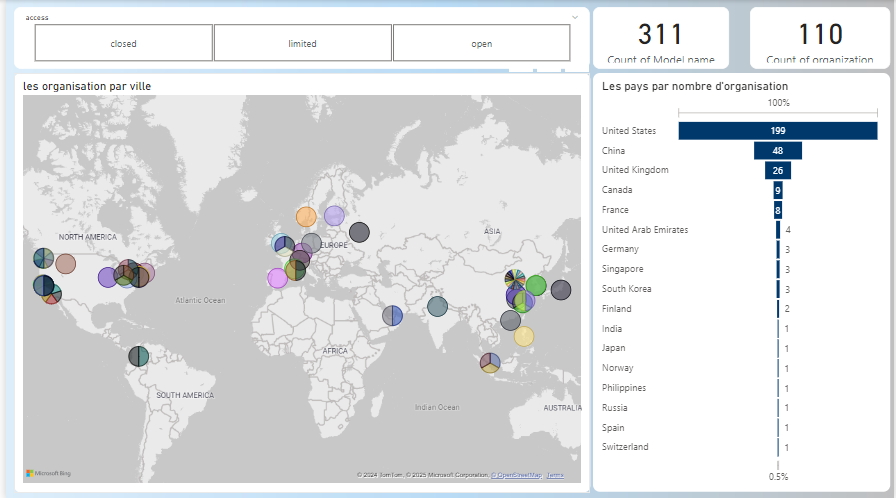 access
closed
limited
open
311
Count of Model name
110
Count of organization
les organisation par ville
NORTH AMERICA
EUROPE
ASIA
Atlantic Ocean
AFRICA
SOUTH AMERICA
Indian Ocean
AUSTRALIA
Microsoft Bing
© 2024 TomTom, © 2025 Microsoft Corporation, © OpenStreetMap Terms
Les pays par nombre d'organisation
100%
United States 199
China 48
United Kingdom 26
Canada 9
France 8
United Arab Emirates 4
Germany 3
Singapore 3
South Korea 3
Finland 2
India 1
Japan 1
Norway 1
Philippines 1
Russia 1
Spain 1
Switzerland 1
0.5%